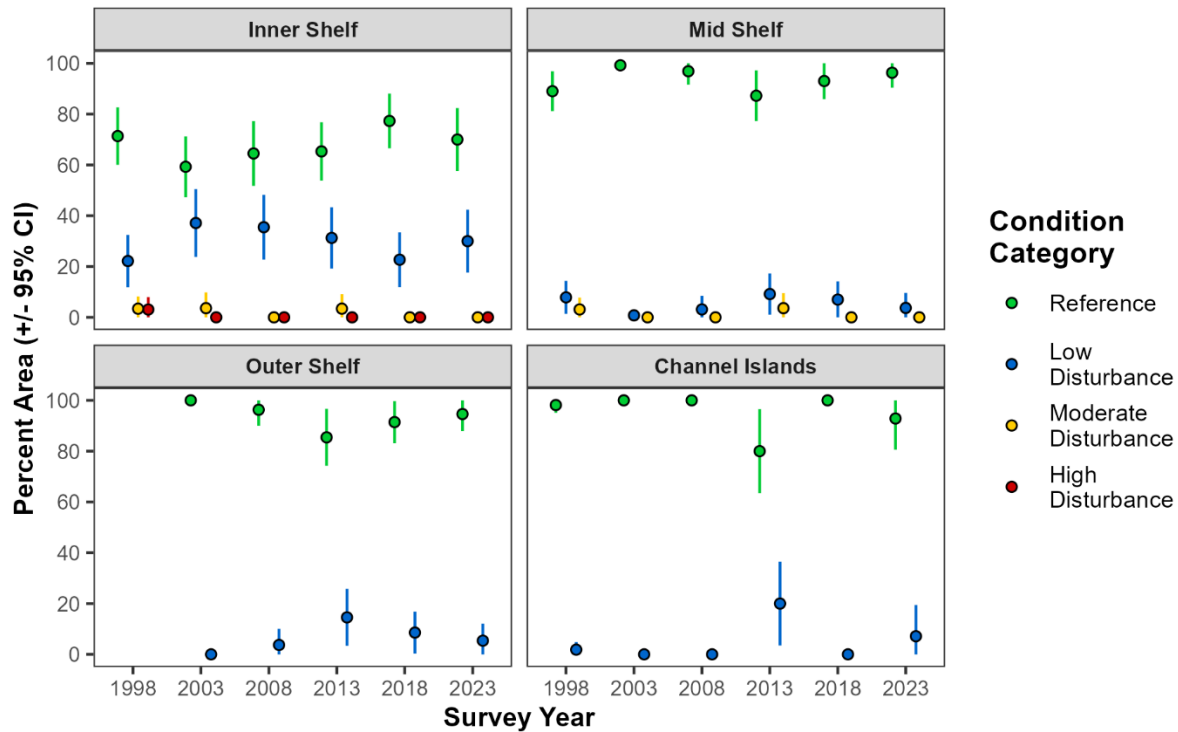 Inner Shelf
Mid Shelf
100
80
60
40
20
0
Outer Shelf
Channel Islands
100
80
60
40
20
0
1998 2003 2008 2013 2018 2023
1998 2003 2008 2013 2018 2023
Survey Year
Percent Area (+/- 95% CI)
Condition
Category
Reference
Low
Disturbance
Moderate
Disturbance
High
Disturbance